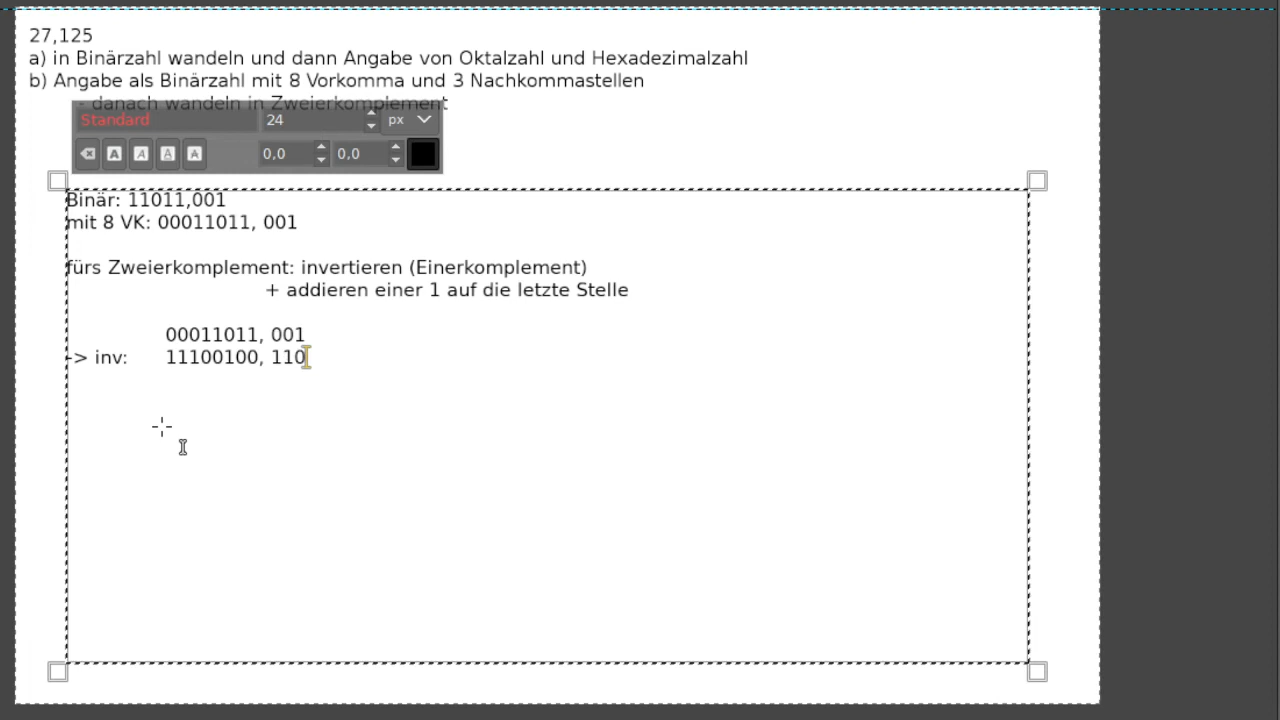 27,125
a) in Binärzahl wandeln und dann Angabe von Oktalzahl und Hexadezimalzahl
b) Angabe als Binärzahl mit 8 Vorkomma und 3 Nachkommastellen
- danach wandeln in Zweierkomplement
Standard 24 px
0,0 0,0
Binär: 11011,001
mit 8 VK: 00011011, 001
fürs Zweierkomplement: invertieren (Einerkomplement)
+ addieren einer 1 auf die letzte Stelle
00011011, 001
-> inv: 11100100, 110